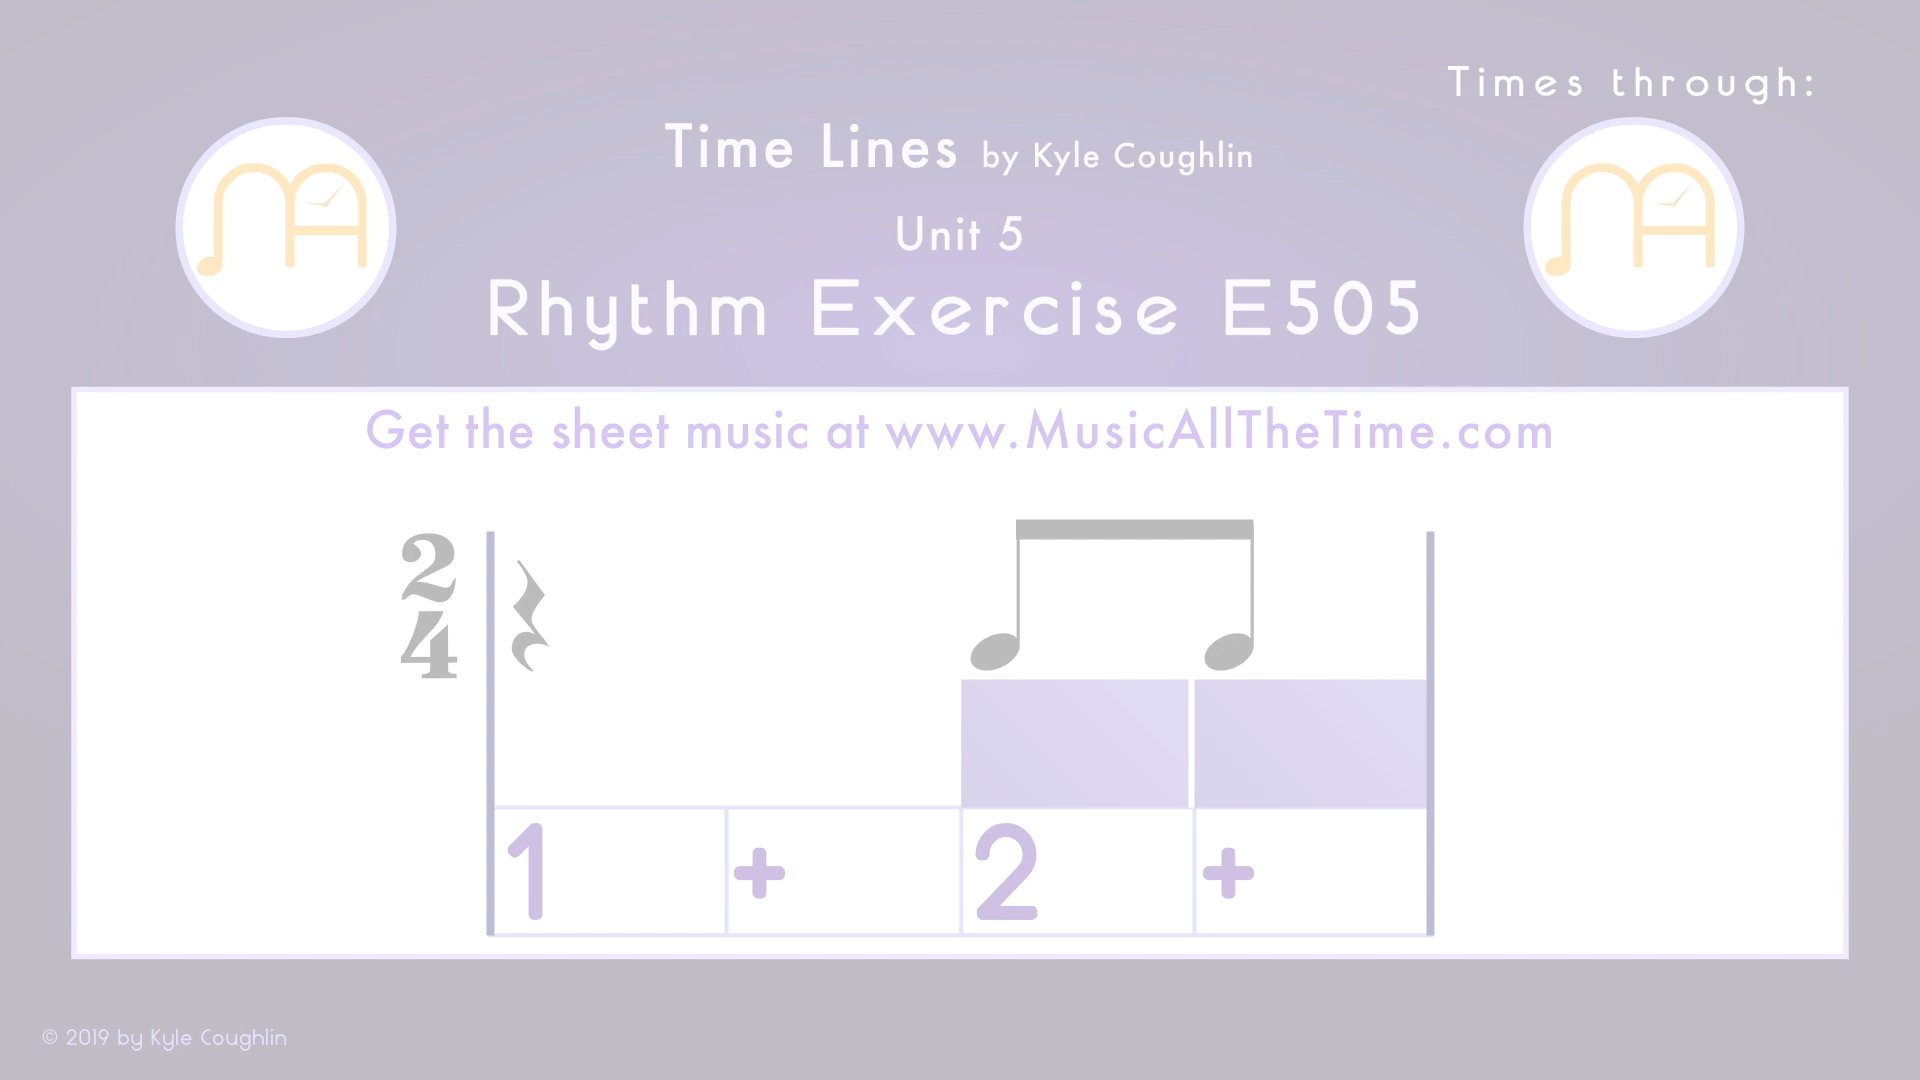 Times through:
Time Lines by Kyle Coughlin
Unit 5
Rhythm Exercise E505
Get the sheet music at www.MusicAllTheTime.com
2
4
1 + 2 +
© 2019 by Kyle Coughlin